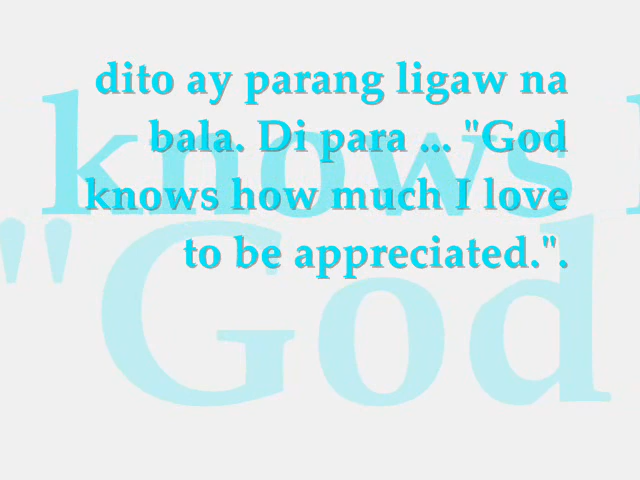 dito ay parang ligaw na
bala. Di para ... "God
knows how much I love
to be appreciated.".
knows
"God